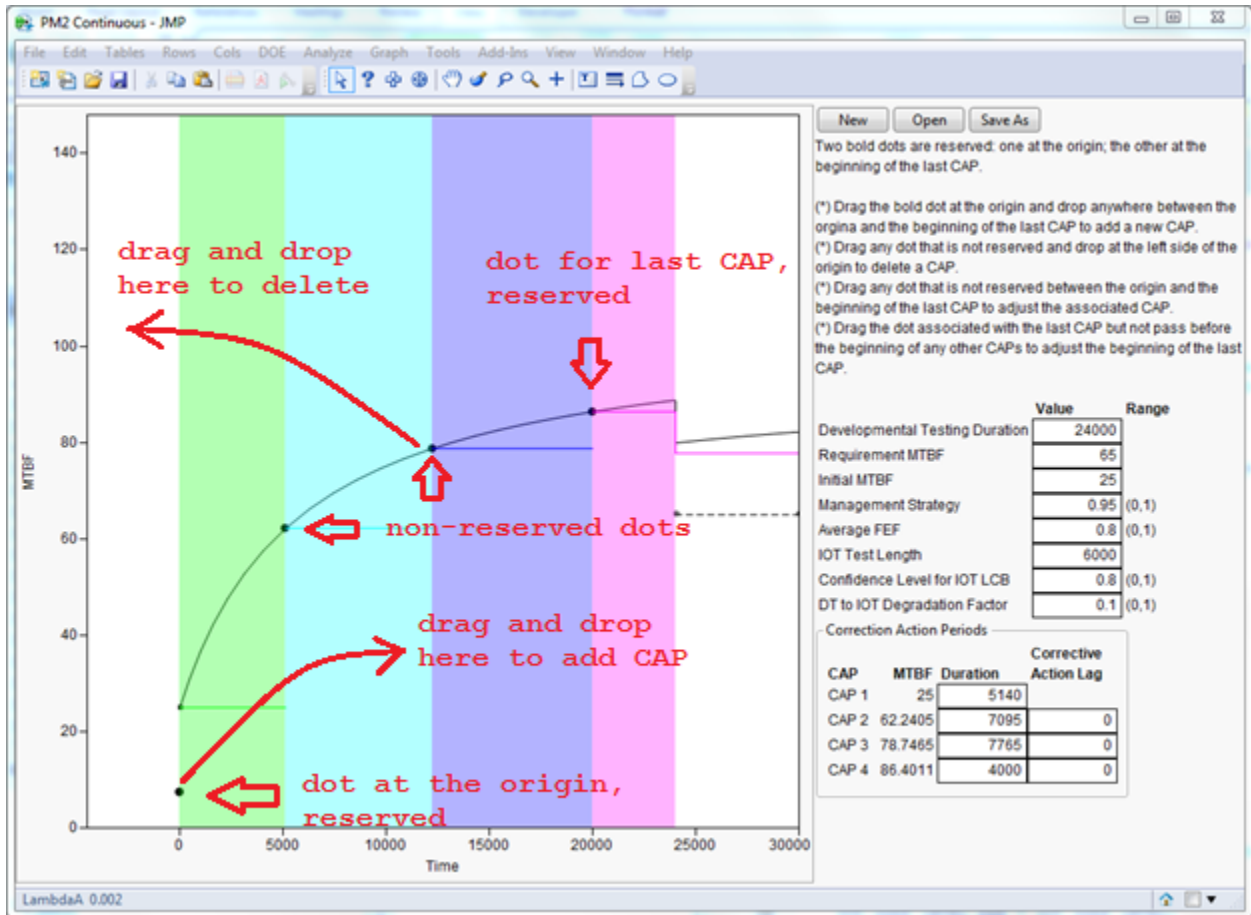 PM2 Continuous - JMP
File Edit Tables Rows Cols DOE Analyze Graph Tools Add-Ins View Window Help
New Open Save As
Two bold dots are reserved: one at the origin; the other at the
beginning of the last CAP.
(*) Drag the bold dot at the origin and drop anywhere between the
orgina and the beginning of the last CAP to add a new CAP.
(*) Drag any dot that is not reserved and drop at the left side of the
origin to delete a CAP.
(*) Drag any dot that is not reserved between the origin and the
beginning of the last CAP to adjust the associated CAP.
(*) Drag the dot associated with the last CAP but not pass before
the beginning of any other CAPs to adjust the beginning of the last
CAP.
Value Range
Developmental Testing Duration 24000
Requirement MTBF 65
Initial MTBF 25
Management Strategy 0.95 (0,1)
Average FEF 0.8 (0,1)
IOT Test Length 6000
Confidence Level for IOT LCB 0.8 (0,1)
DT to IOT Degradation Factor 0.1 (0,1)
Correction Action Periods
Corrective
CAP MTBF Duration Action Lag
CAP 1 25 5140
CAP 2 62.2405 7095 0
CAP 3 78.7465 7765 0
CAP 4 86.4011 4000 0
140
120
100
80
60
40
20
0
MTBF
drag and drop
here to delete
dot for last CAP,
reserved
non-reserved dots
drag and drop
here to add CAP
dot at the origin,
reserved
0 5000 10000 15000 20000 25000 30000
Time
LambdaA 0.002